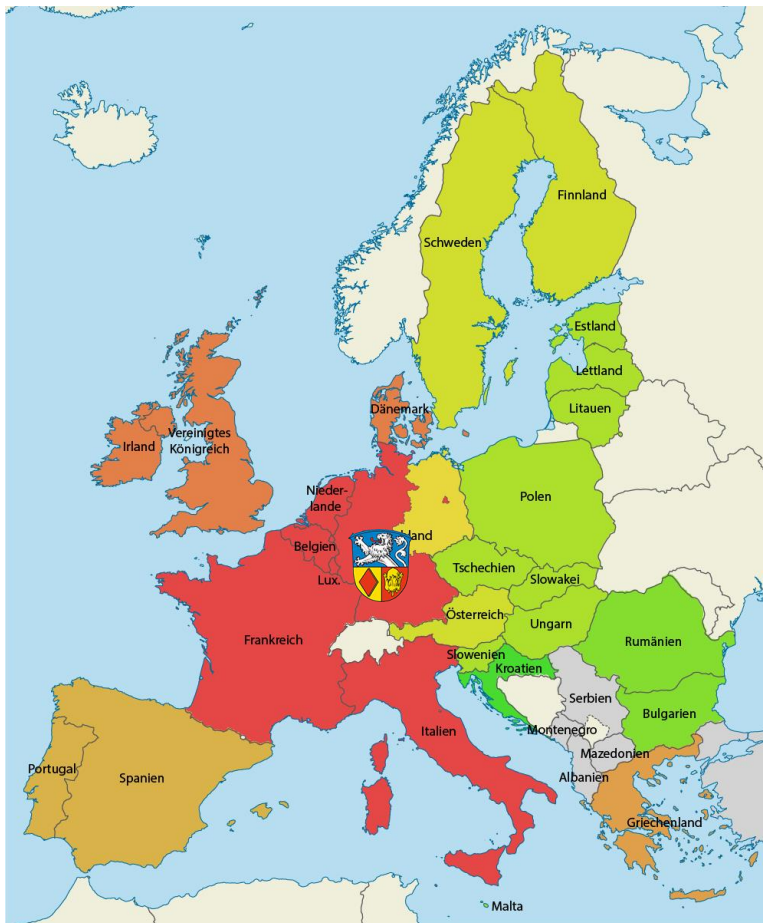 Finnland
Schweden
Estland
Lettland
Litauen
Dänemark
Irland
Vereinigtes
Königreich
Nieder-
lande
Polen
land
Belgien
Tschechien
Lux.
Slowakei
Österreich
Ungarn
Frankreich
Slowenien
Kroatien
Rumänien
Serbien
Bulgarien
Italien
Montenegro
Mazedonien
Albanien
Portugal
Spanien
Griechenland
Malta